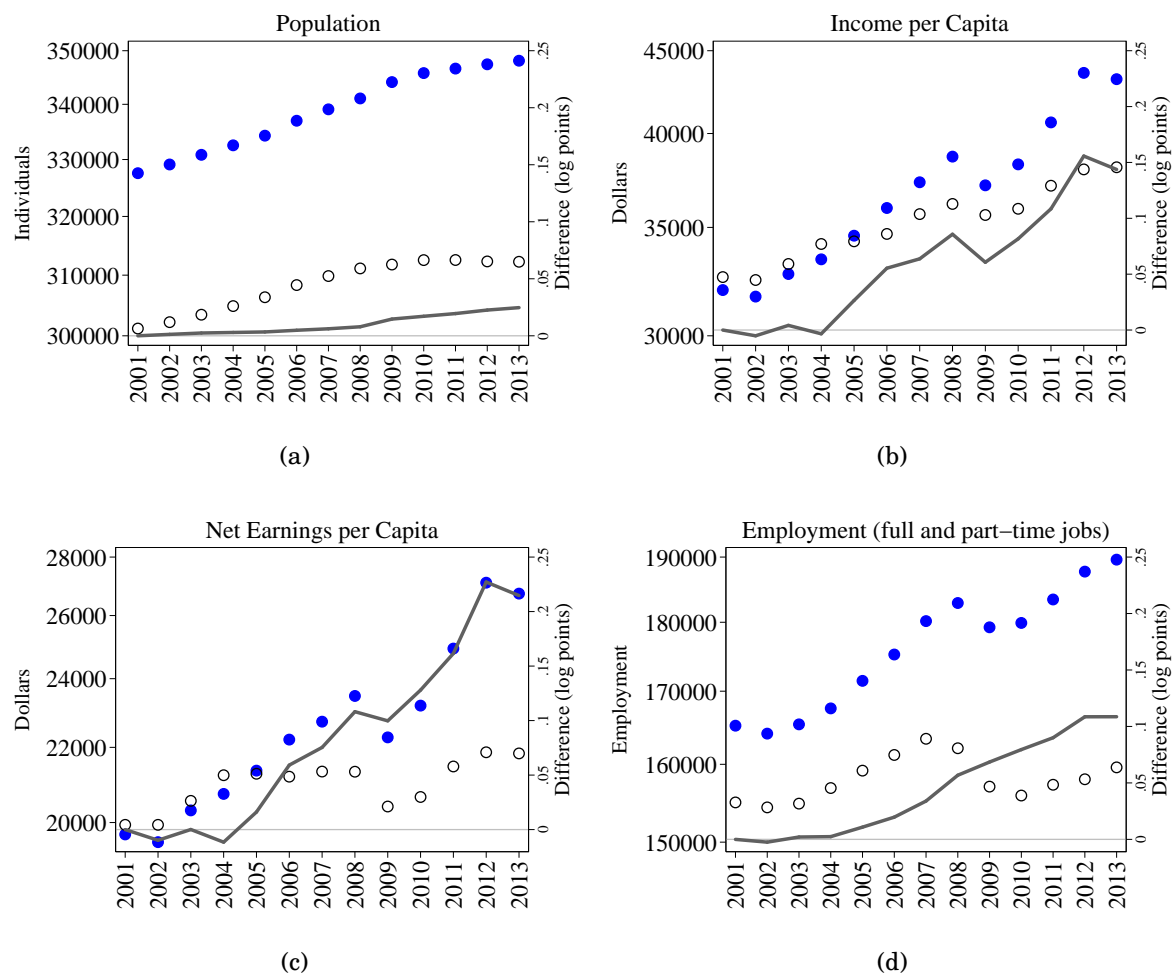 Population
350000
340000
330000
320000
310000
300000
Individuals
.25
.2
.15
.1
.05
0
Difference (log points)
2001 2002 2003 2004 2005 2006 2007 2008 2009 2010 2011 2012 2013
(a)
Income per Capita
45000
40000
35000
30000
Dollars
.25
.2
.15
.1
.05
0
Difference (log points)
2001 2002 2003 2004 2005 2006 2007 2008 2009 2010 2011 2012 2013
(b)
Net Earnings per Capita
28000
26000
24000
22000
20000
Dollars
.25
.2
.15
.1
.05
0
Difference (log points)
2001 2002 2003 2004 2005 2006 2007 2008 2009 2010 2011 2012 2013
(c)
Employment (full and part−time jobs)
190000
180000
170000
160000
150000
Employment
.25
.2
.15
.1
.05
0
Difference (log points)
2001 2002 2003 2004 2005 2006 2007 2008 2009 2010 2011 2012 2013
(d)